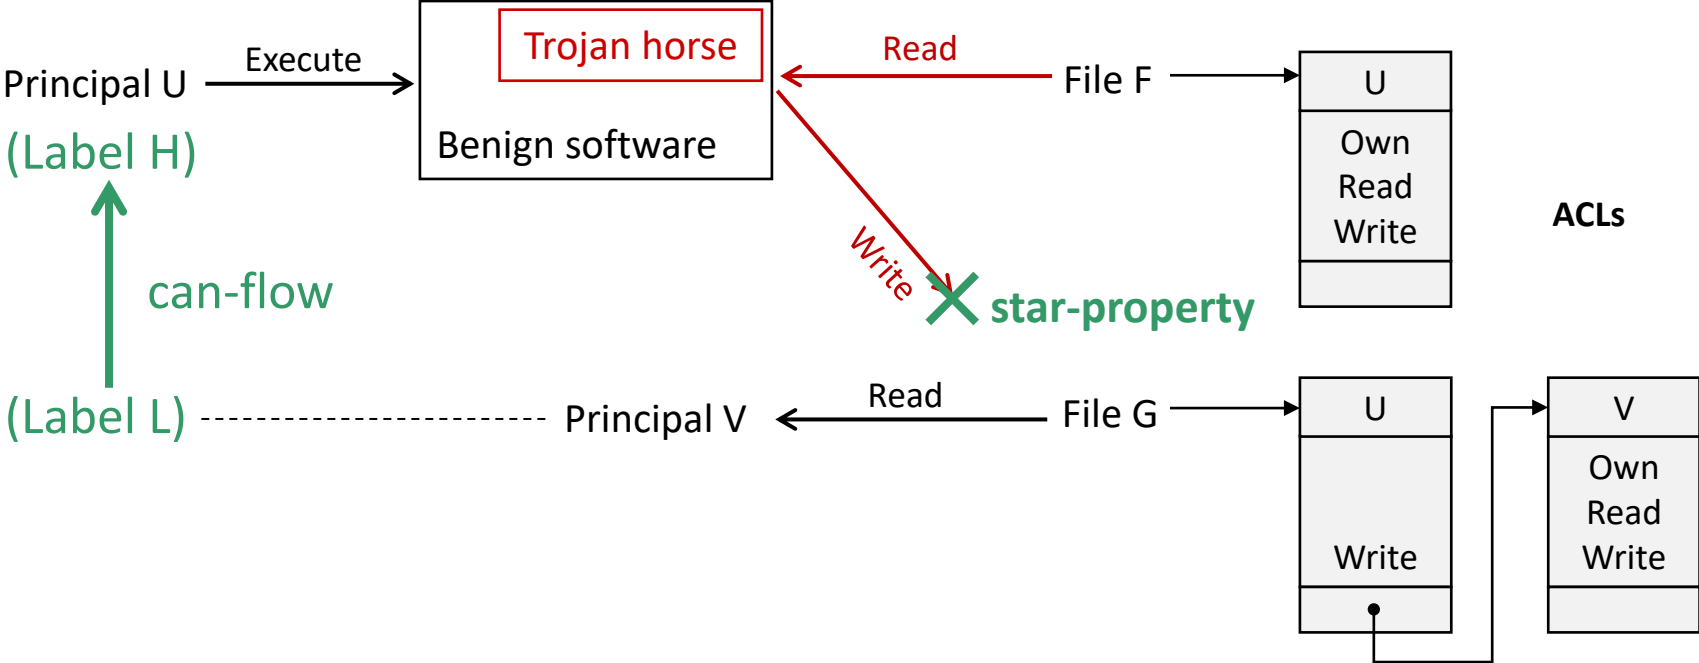 Principal U
(Label H)
Execute
Trojan horse
Benign software
Read
File F
U
Own
Read
Write
ACLs
can-flow
Write
star-property
(Label L)
Principal V
Read
File G
U
Write
V
Own
Read
Write